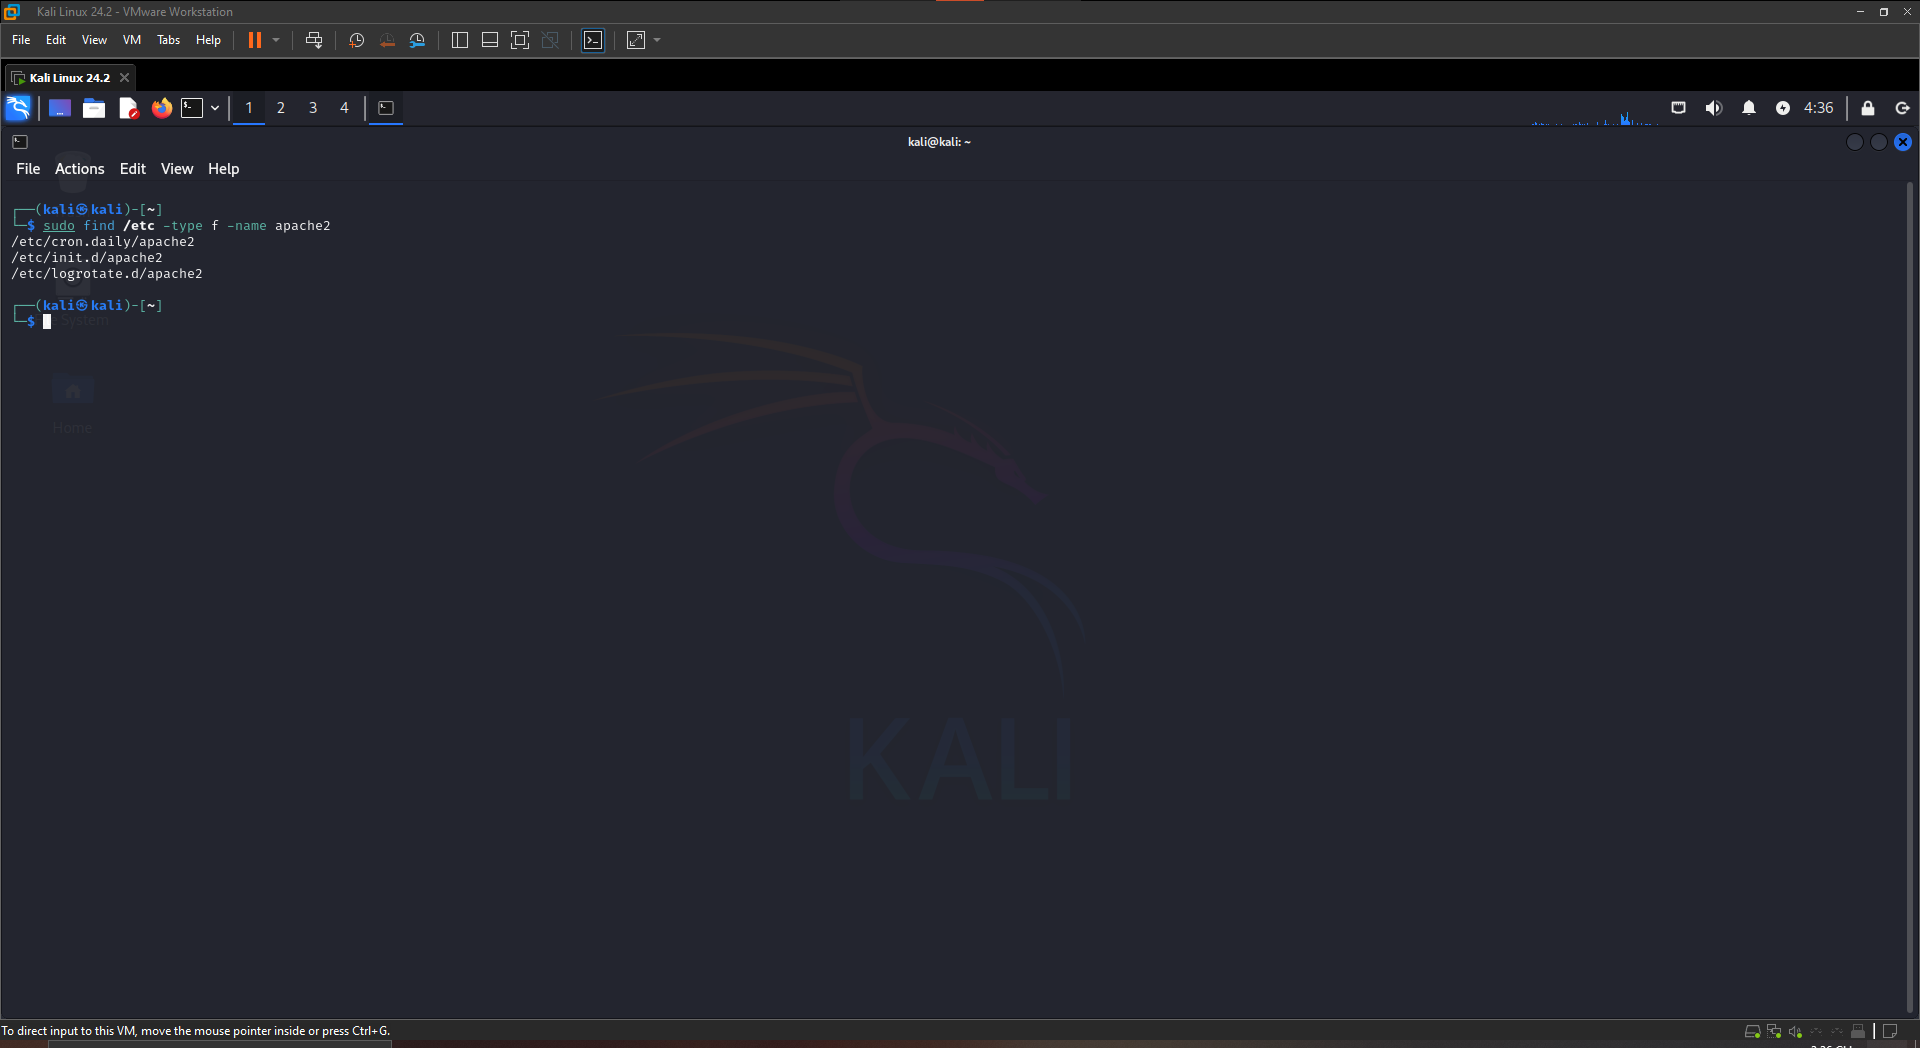 Kali Linux 24.2 - VMware Workstation
File Edit View VM Tabs Help
Kali Linux 24.2
1 2 3 4
4:36
kali@kali: ~
File Actions Edit View Help
┌──(kali㉿kali)-[~]
└─$ sudo find /etc -type f -name apache2
/etc/cron.daily/apache2
/etc/init.d/apache2
/etc/logrotate.d/apache2
┌──(kali㉿kali)-[~]
└─$
System
Home
KALI
To direct input to this VM, move the mouse pointer inside or press Ctrl+G.